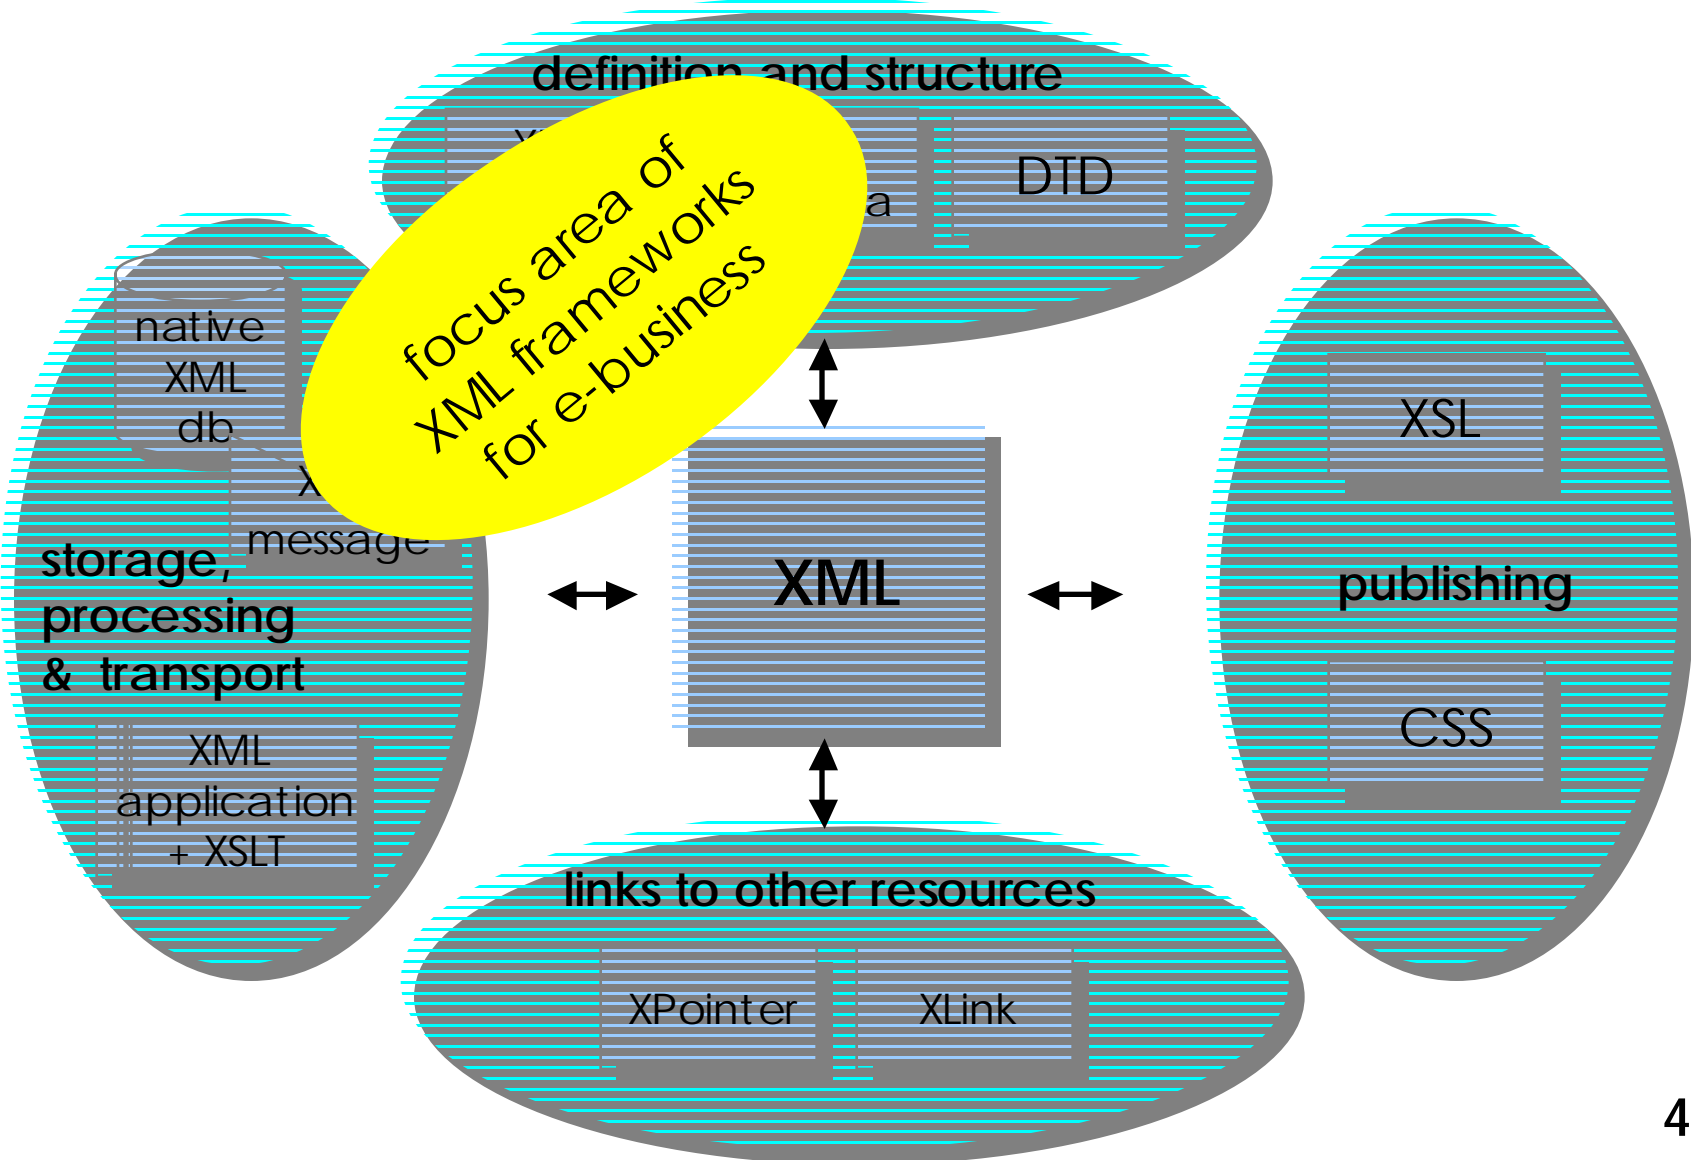 definition and structure
DTD
a
focus area of
XML frameworks
for e-business
native
XML
db
X
message
storage,
processing
& transport
XML
application
+ XSLT
XML
XSL
publishing
CSS
links to other resources
XPointer
XLink
4